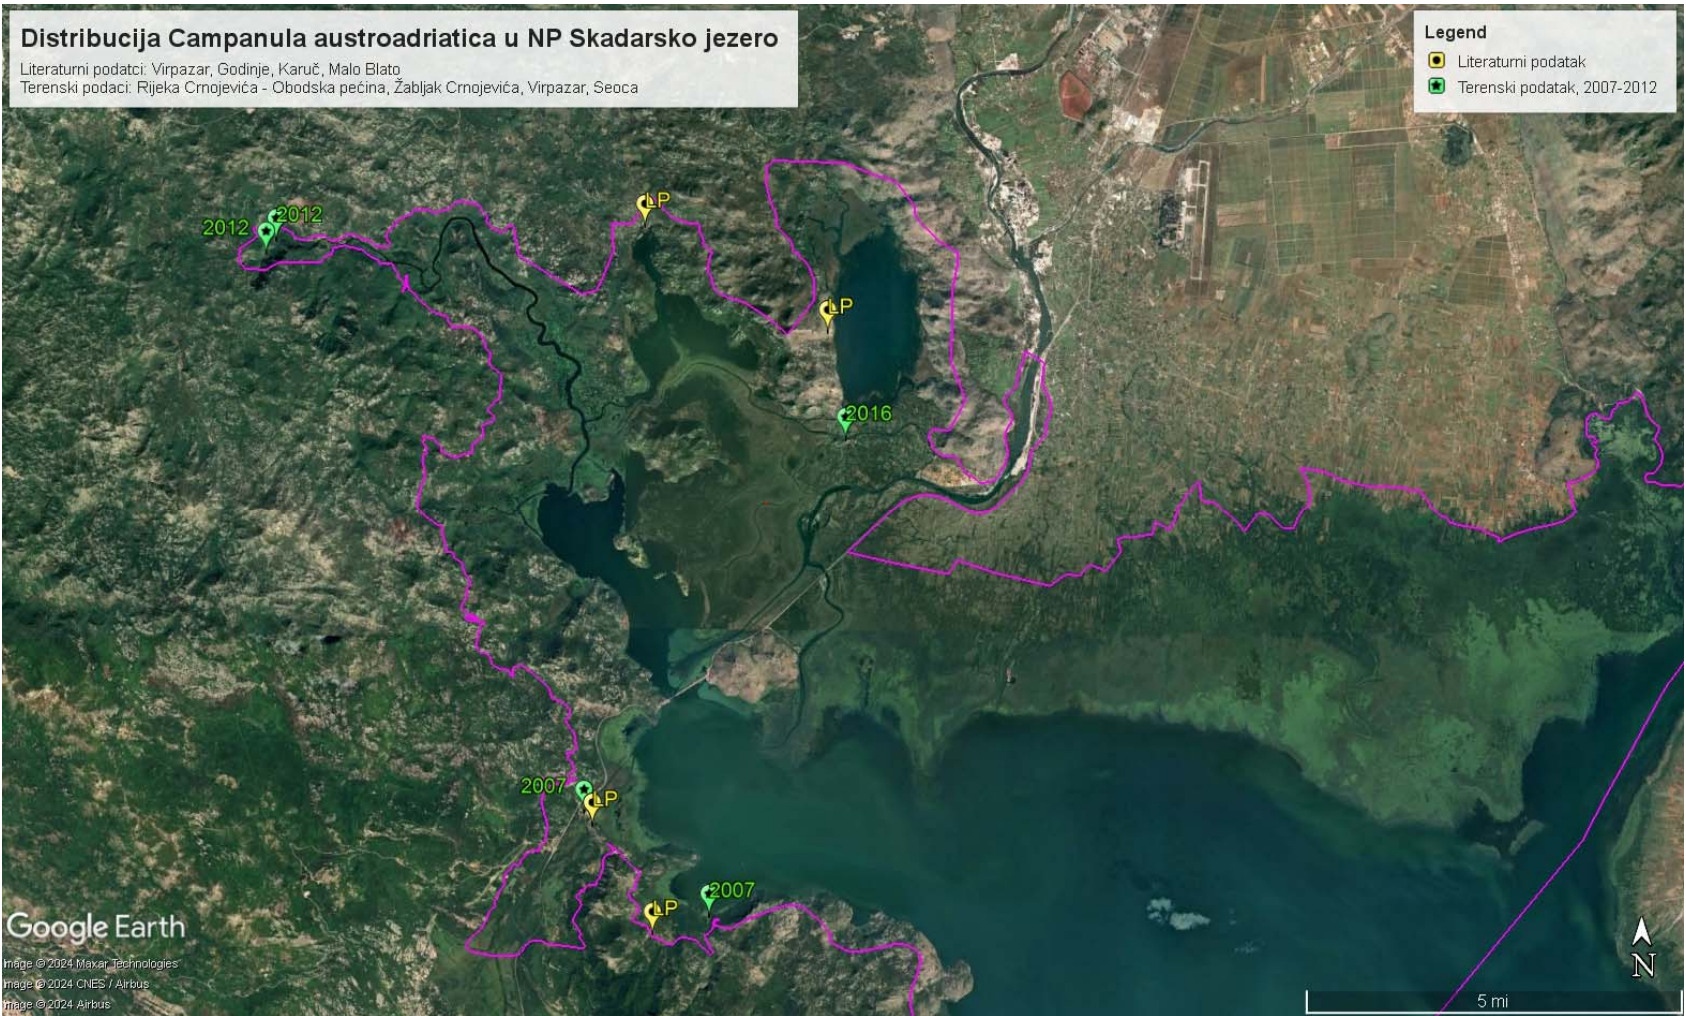 Distribucija Campanula austroadriatica u NP Skadarsko jezero
Literaturni podatci: Virpazar, Godinje, Karuč, Malo Blato
Terenski podaci: Rijeka Crnojevića - Obodska pećina, Žabljak Crnojevića, Virpazar, Seoca
Legend
Literaturni podatak
Terenski podatak, 2007-2012
LP
2012
2012
LP
2016
2007
LP
2007
LP
Google Earth
Image © 2024 Maxar Technologies
Image © 2024 CNES / Airbus
Image © 2024 Airbus
N
5 mi